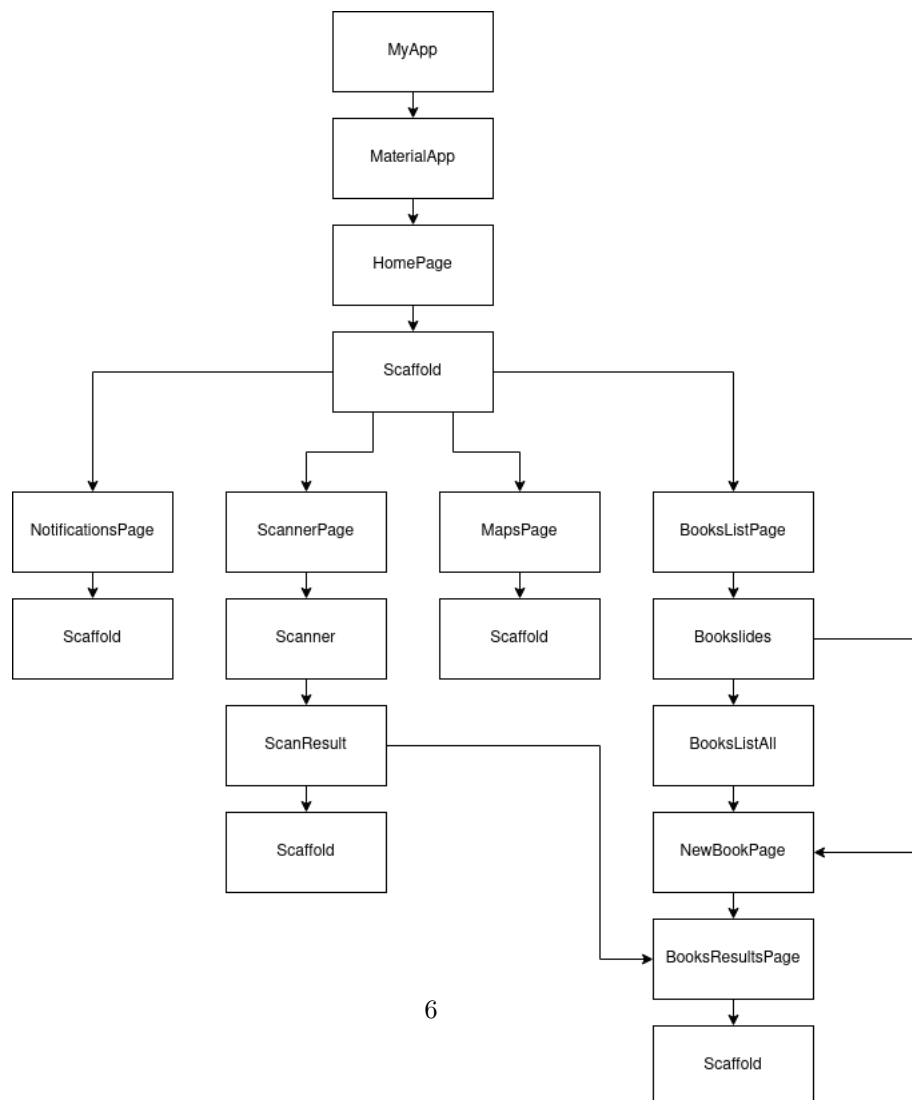 MyApp
MaterialApp
HomePage
Scaffold
NotificationsPage
ScannerPage
MapsPage
BooksListPage
Scaffold
Scanner
Scaffold
Bookslides
ScanResult
BooksListAll
Scaffold
NewBookPage
BooksResultsPage
6
Scaffold